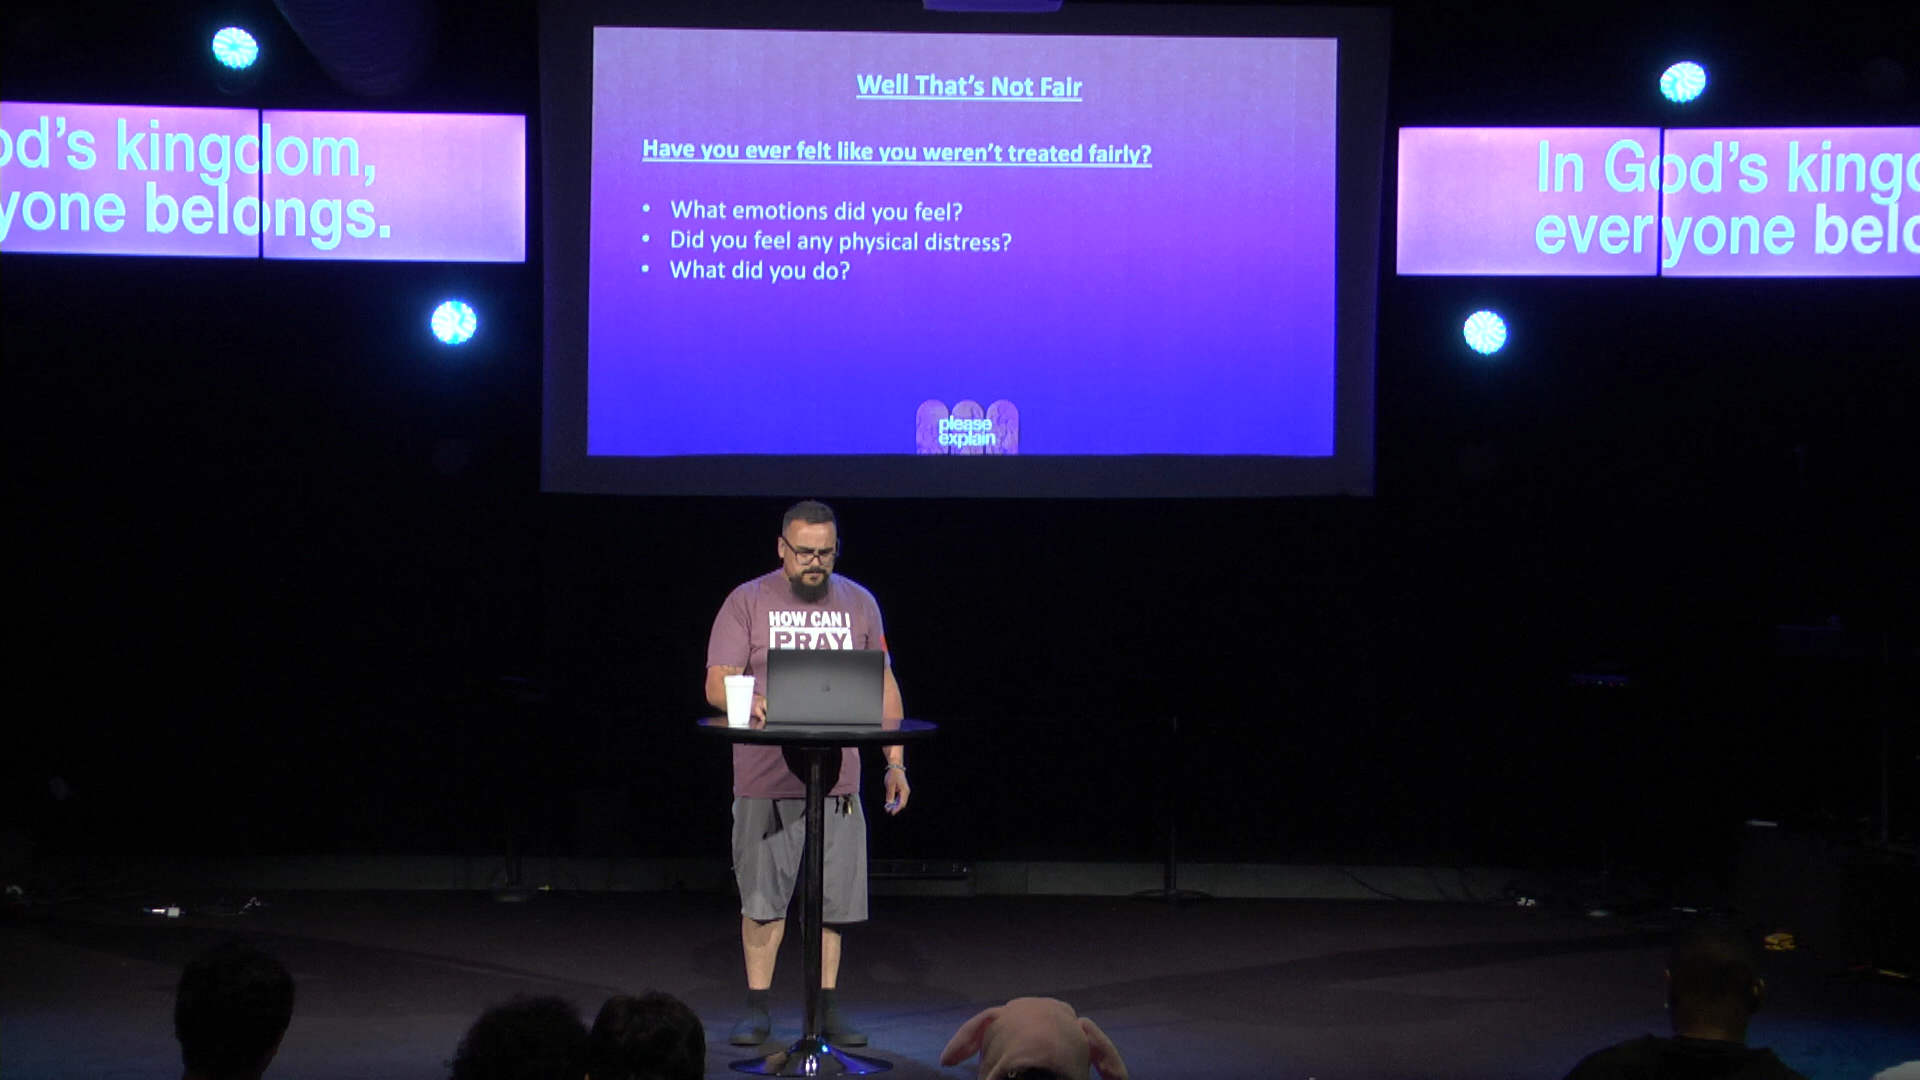 Well That's Not Fair
Have you ever felt like you weren't treated fairly?
• What emotions did you feel?
• Did you feel any physical distress?
• What did you do?
please
explain
od's kingdom,
yone belongs.
In God's kingd
everyone belo
HOW CAN I
PRAY